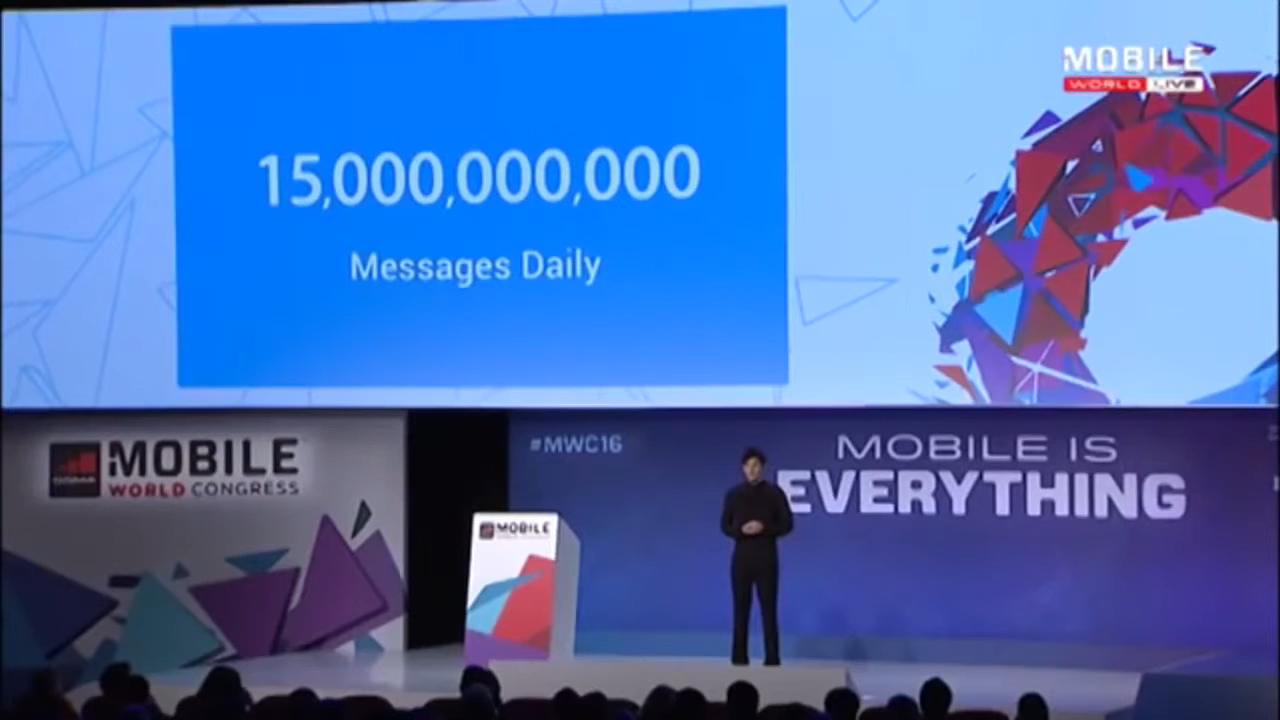 MOBILE
WORLD LIVE
15,000,000,000
Messages Daily
MOBILE
WORLD CONGRESS
#MWC16
MOBILE IS
EVERYTHING
MOBILE